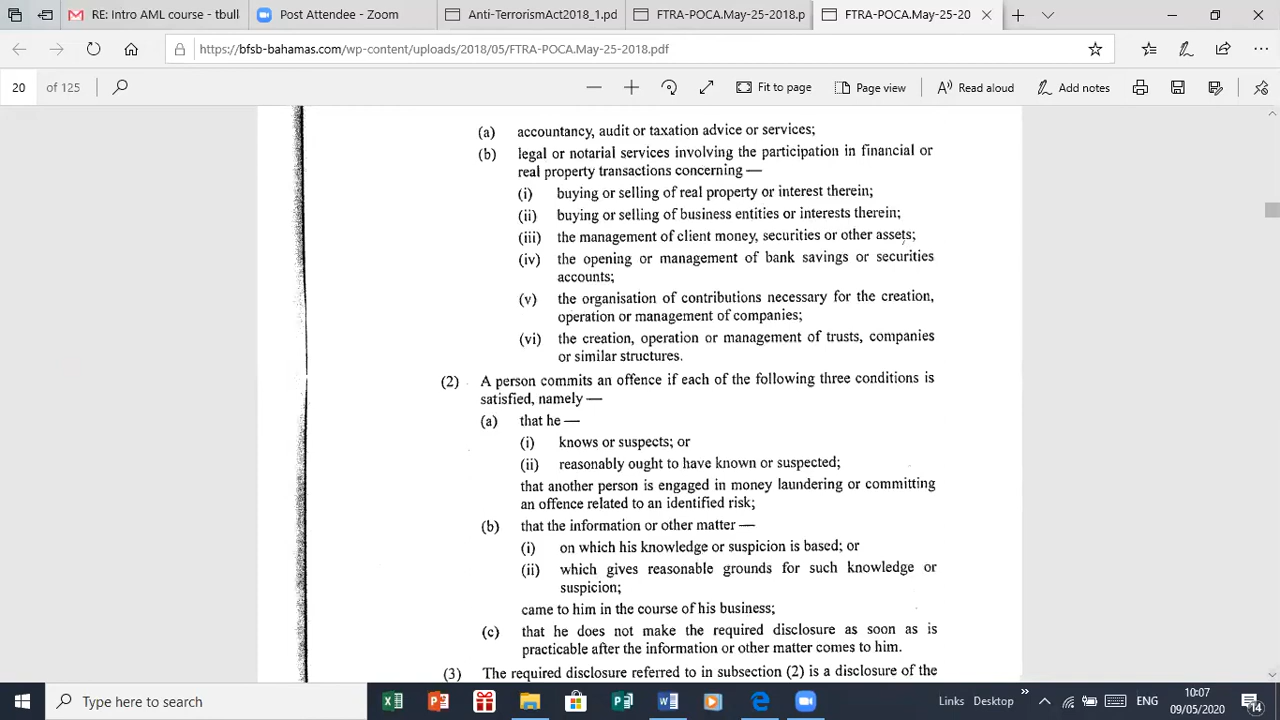 RE: Intro AML course - tbull
Post Attendee - Zoom
Anti-TerrorismAct2018_1.pd
FTRA-POCA.May-25-2018.p
FTRA-POCA.May-25-20
https://bfsb-bahamas.com/wp-content/uploads/2018/05/FTRA-POCA.May-25-2018.pdf
20 of 125
Fit to page
Page view
Read aloud
Add notes
(a) accountancy, audit or taxation advice or services;
(b) legal or notarial services involving the participation in financial or
real property transactions concerning —
(i) buying or selling of real property or interest therein;
(ii) buying or selling of business entities or interests therein;
(iii) the management of client money, securities or other assets;
(iv) the opening or management of bank savings or securities
accounts;
(v) the organisation of contributions necessary for the creation,
operation or management of companies;
(vi) the creation, operation or management of trusts, companies
or similar structures.
(2) A person commits an offence if each of the following three conditions is
satisfied, namely —
(a) that he —
(i) knows or suspects; or
(ii) reasonably ought to have known or suspected;
that another person is engaged in money laundering or committing
an offence related to an identified risk;
(b) that the information or other matter —
(i) on which his knowledge or suspicion is based; or
(ii) which gives reasonable grounds for such knowledge or
suspicion;
came to him in the course of his business;
(c) that he does not make the required disclosure as soon as is
practicable after the information or other matter comes to him.
(3) The required disclosure referred to in subsection (2) is a disclosure of the
Type here to search
Links
Desktop
ENG
10:07
09/05/2020
14